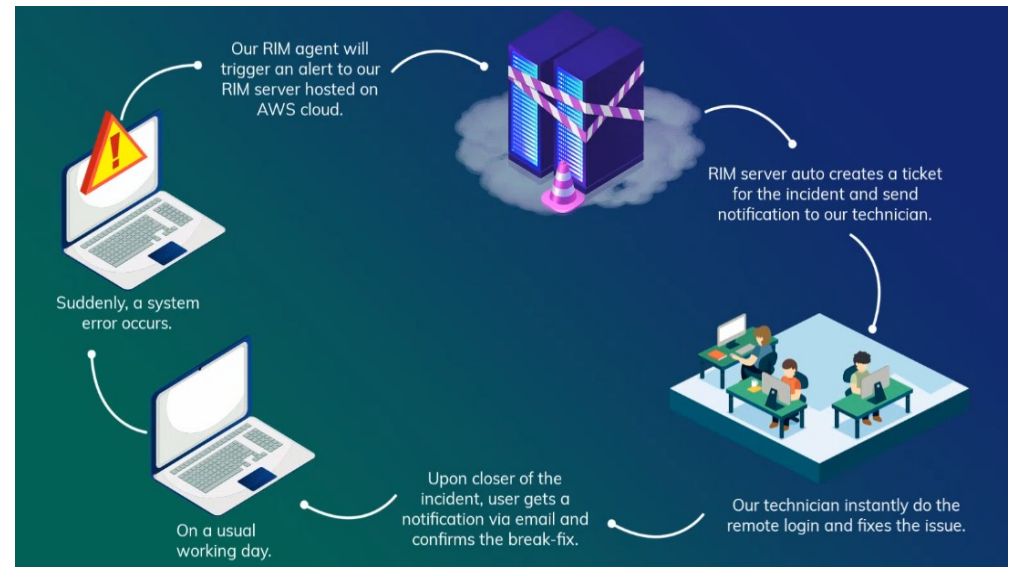 Our RIM agent will
trigger an alert to our
RIM server hosted on
AWS cloud.
RIM server auto creates a ticket
for the incident and send
notification to our technician.
Suddenly, a system
error occurs.
Upon closer of the
incident, user gets a
notification via email and
confirms the break-fix.
Our technician instantly do the
remote login and fixes the issue.
On a usual
working day.